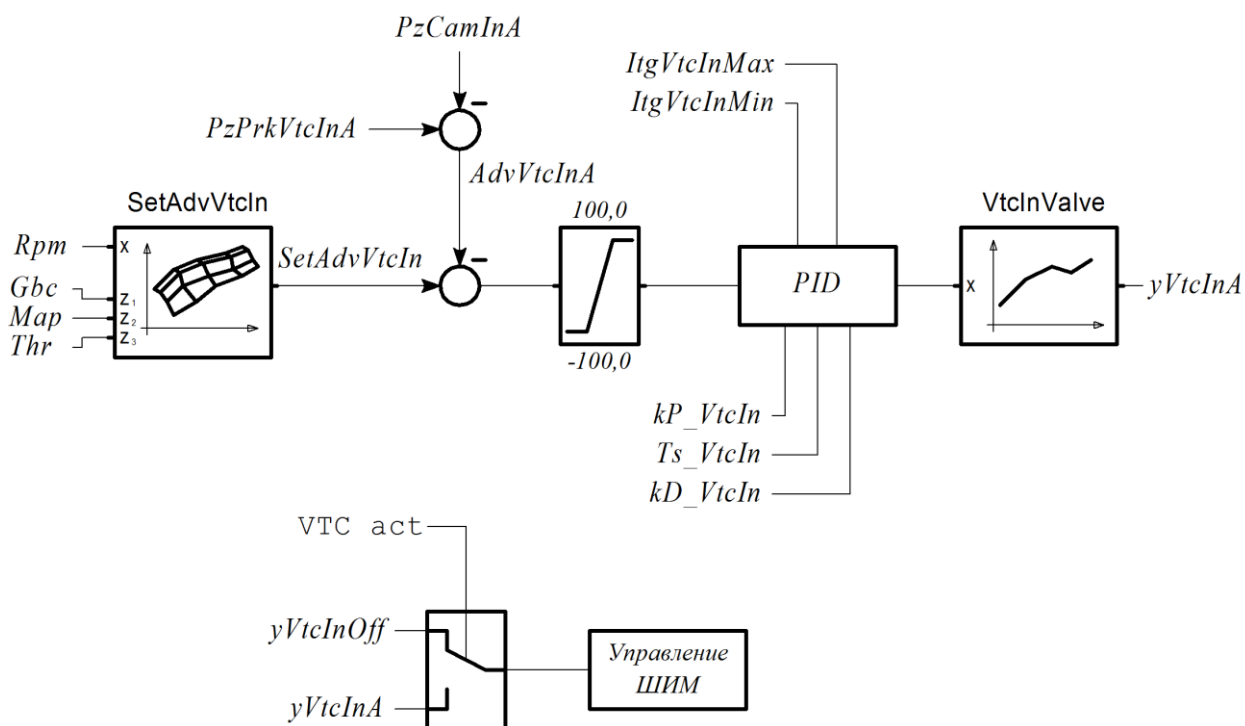 PzCamInA
ItgVtcInMax
ItgVtcInMin
PzPrkVtcInA
AdvVtcInA
SetAdvVtcIn
100,0
VtcInValve
Rpm
X
SetAdvVtcIn
PID
X
yVtcInA
Gbc
Z1
Map
Z2
Thr
Z3
-100,0
kP_VtcIn
Ts_VtcIn
kD_VtcIn
VTC act
yVtcInOff
Управление
ШИМ
yVtcInA